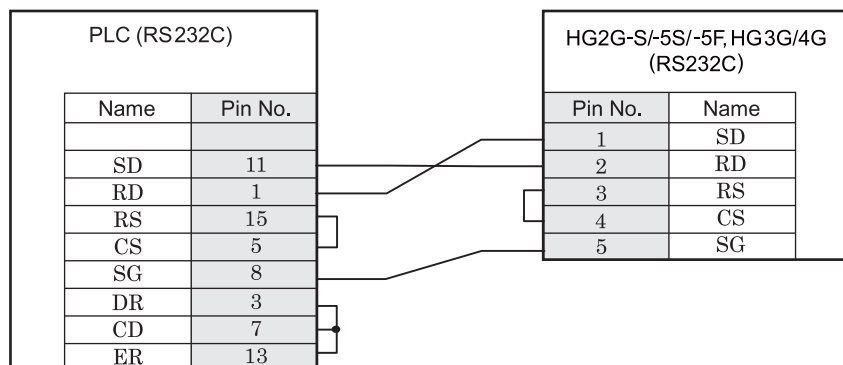 PLC (RS232C)
Name Pin No.
SD 11
RD 1
RS 15
CS 5
SG 8
DR 3
CD 7
ER 13
HG2G-S/-5S/-5F, HG3G/4G
(RS232C)
Pin No. Name
1 SD
2 RD
3 RS
4 CS
5 SG